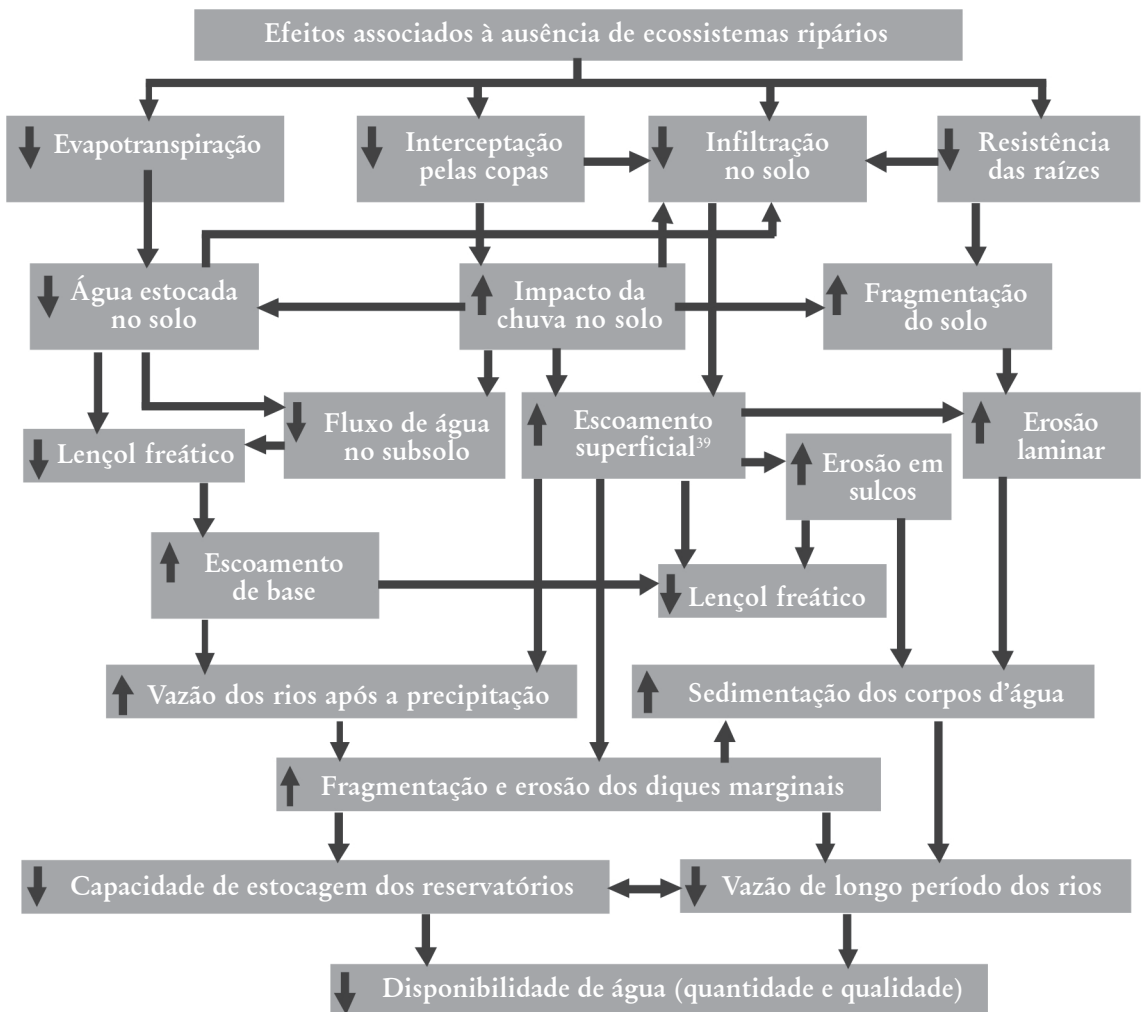 Efeitos associados à ausência de ecossistemas ripários
Evapotranspiração
Interceptação
pelas copas
Infiltração
no solo
Resistência
das raízes
Água estocada
no solo
Impacto da
chuva no solo
Fragmentação
do solo
Lençol freático
Fluxo de água
no subsolo
Escoamento
superficial³⁹
Erosão em
sulcos
Erosão
laminar
Escoamento
de base
Lençol freático
Vazão dos rios após a precipitação
Sedimentação dos corpos d’água
Fragmentação e erosão dos diques marginais
Capacidade de estocagem dos reservatórios
Vazão de longo período dos rios
Disponibilidade de água (quantidade e qualidade)